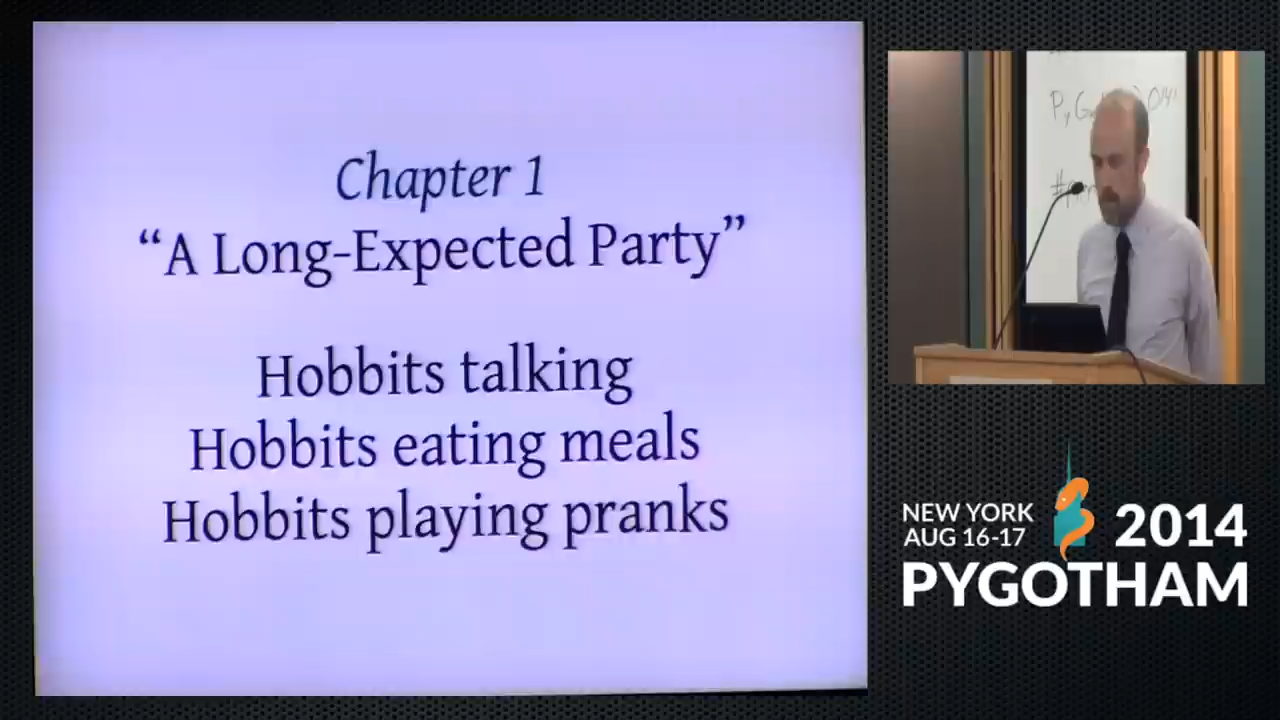 Chapter 1
“A Long-Expected Party”
Hobbits talking
Hobbits eating meals
Hobbits playing pranks
NEW YORK
AUG 16-17
2014
PYGOTHAM